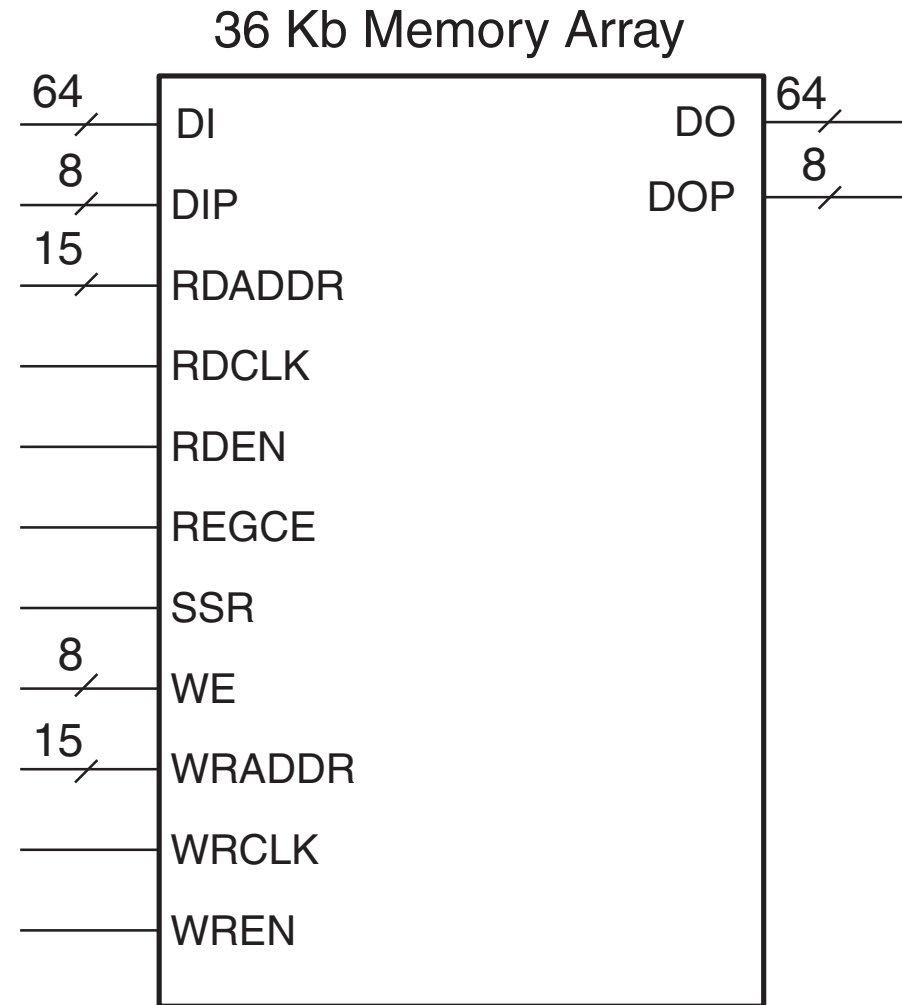 36 Kb Memory Array
64
DI
DO
64
8
DIP
DOP
8
15
RDADDR
RDCLK
RDEN
REGCE
SSR
8
WE
15
WRADDR
WRCLK
WREN